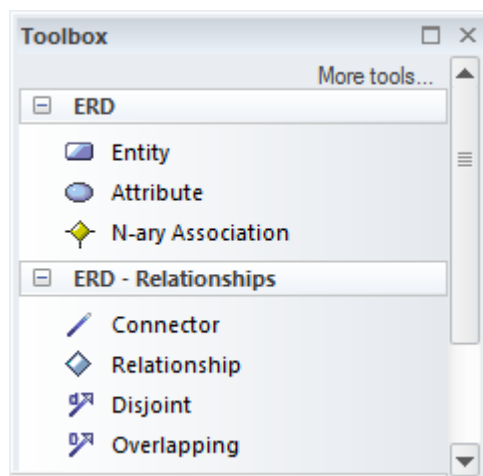 Toolbox
More tools...
ERD
Entity
Attribute
N-ary Association
ERD - Relationships
Connector
Relationship
Disjoint
Overlapping